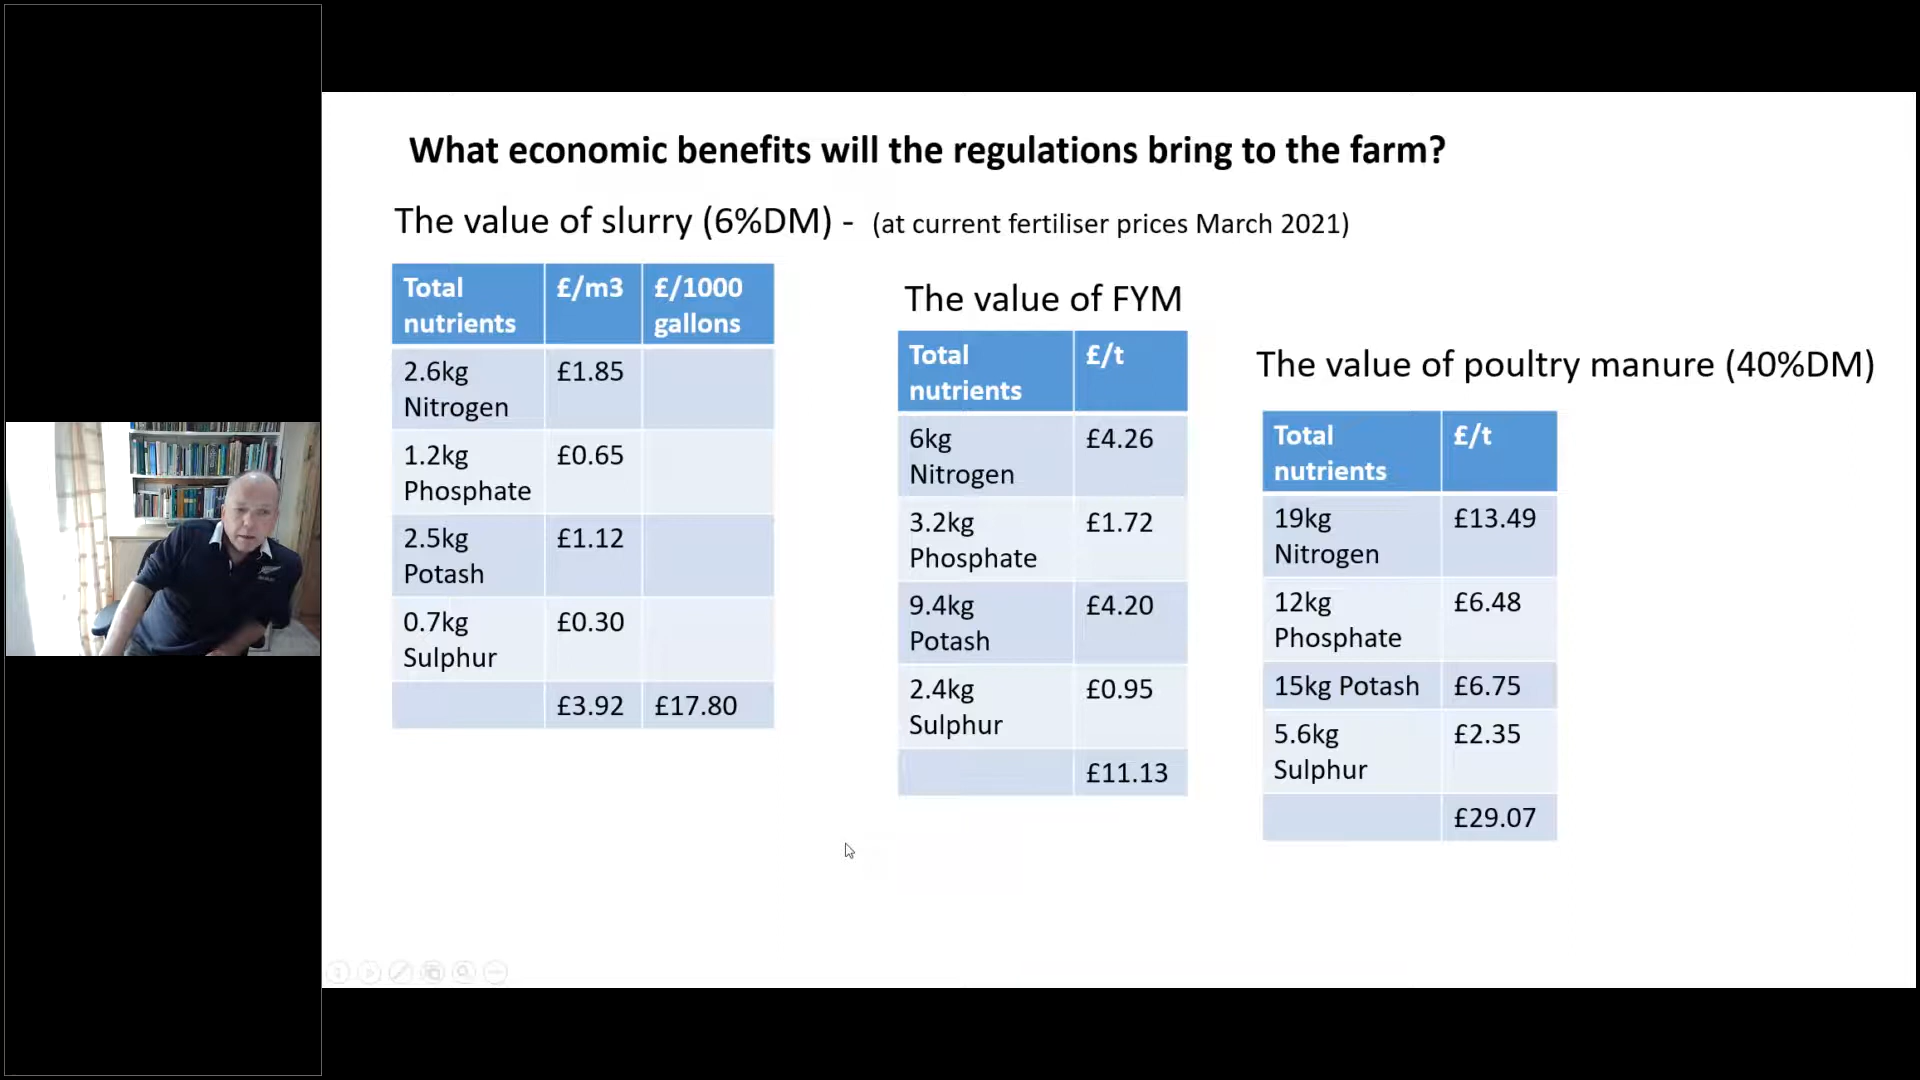 What economic benefits will the regulations bring to the farm?
The value of slurry (6%DM) - (at current fertiliser prices March 2021)
Total nutrients £/m3 £/1000 gallons
2.6kg Nitrogen £1.85
1.2kg Phosphate £0.65
2.5kg Potash £1.12
0.7kg Sulphur £0.30
£3.92 £17.80
The value of FYM
Total nutrients £/t
6kg Nitrogen £4.26
3.2kg Phosphate £1.72
9.4kg Potash £4.20
2.4kg Sulphur £0.95
£11.13
The value of poultry manure (40%DM)
Total nutrients £/t
19kg Nitrogen £13.49
12kg Phosphate £6.48
15kg Potash £6.75
5.6kg Sulphur £2.35
£29.07